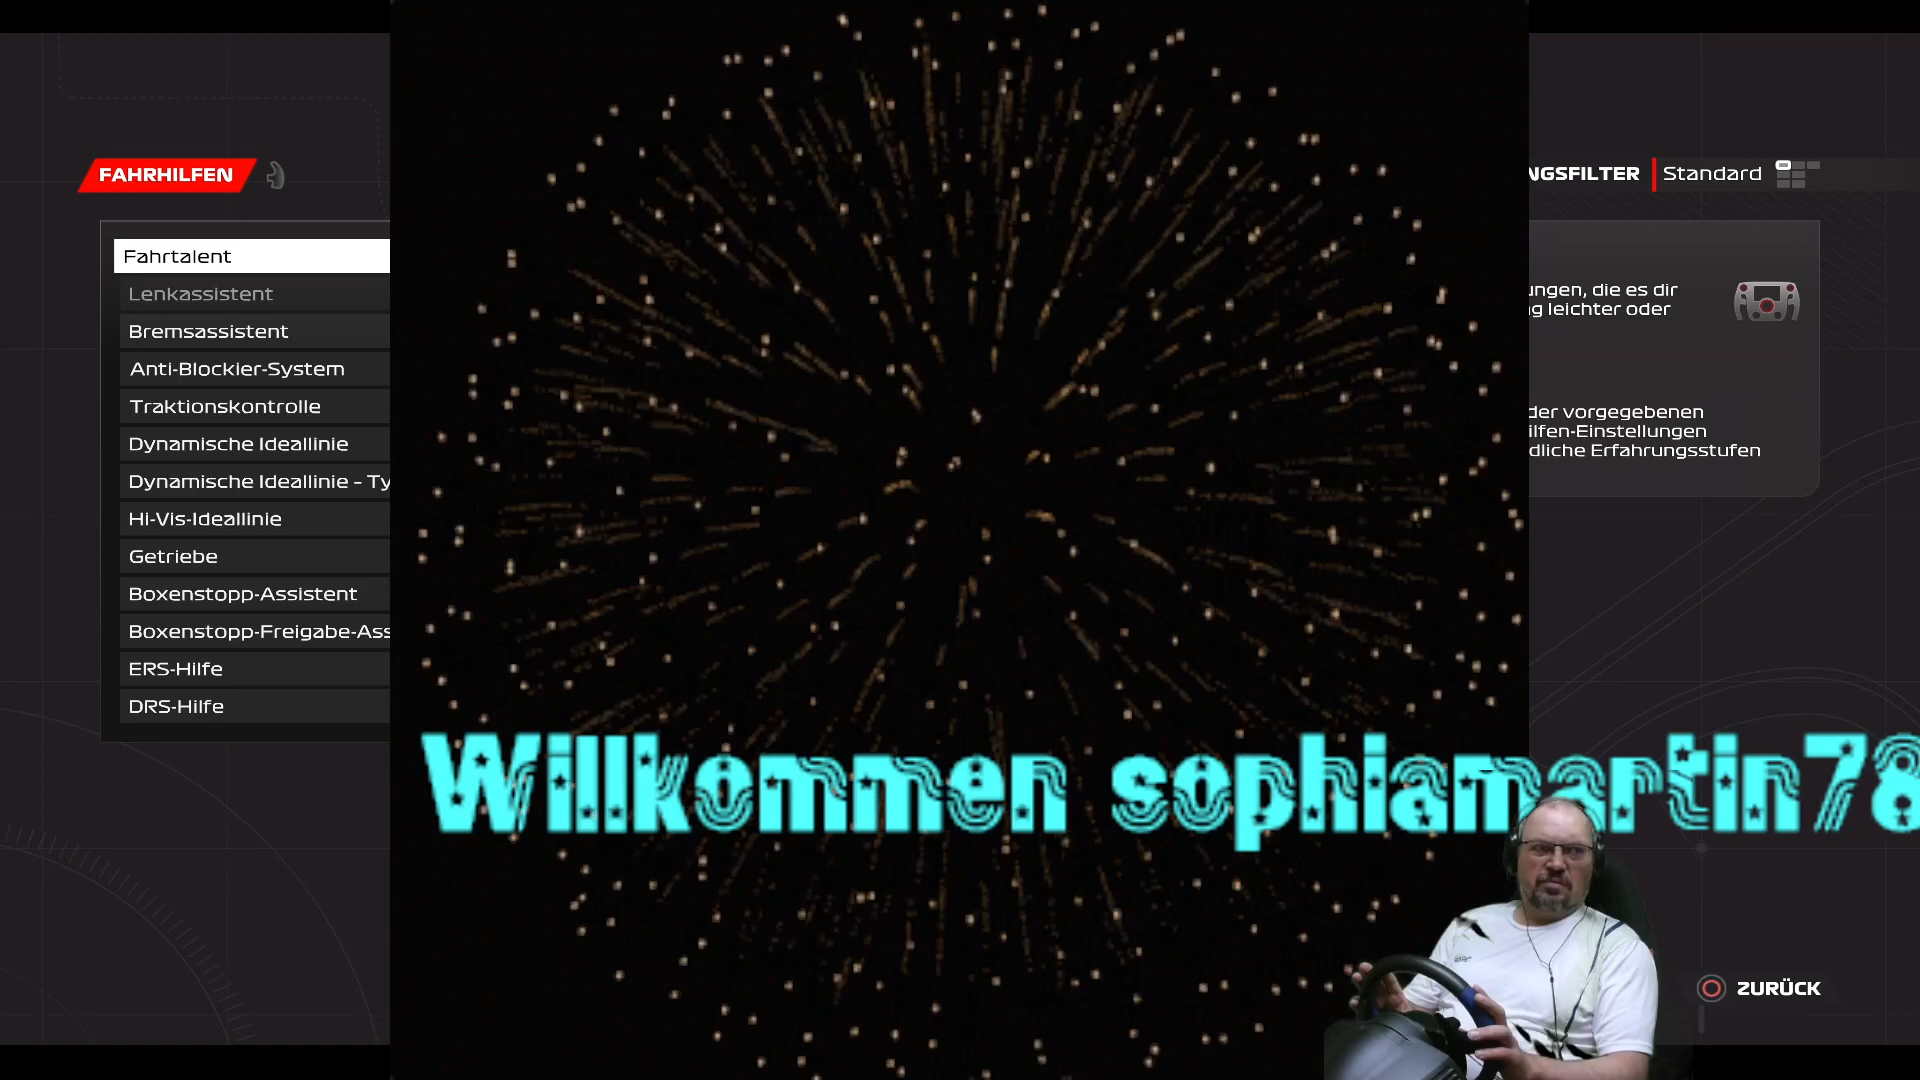 FAHRHILFEN
NGSFILTER Standard
Fahrtalent
Lenkassistent
Bremsassistent
Anti-Blockier-System
Traktionskontrolle
Dynamische Ideallinie
Dynamische Ideallinie - Ty
Hi-Vis-Ideallinie
Getriebe
Boxenstopp-Assistent
Boxenstopp-Freigabe-Ass
ERS-Hilfe
DRS-Hilfe
ungen, die es dir
g leichter oder
der vorgegebenen
ilfen-Einstellungen
dliche Erfahrungsstufen
Willkommen sophiamartin78
ZURÜCK